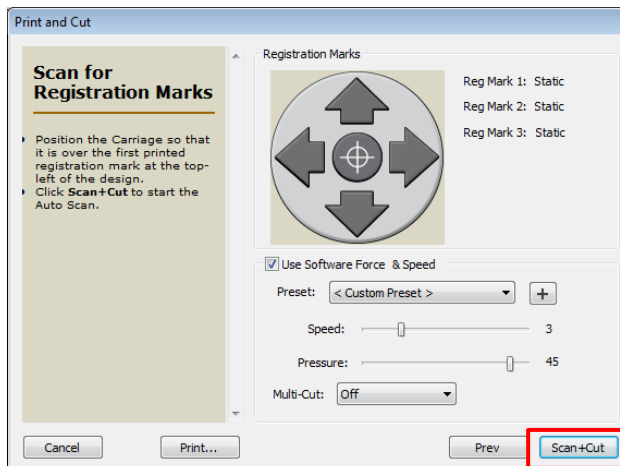 Print and Cut
Scan for
Registration Marks
Position the Carriage so that
it is over the first printed
registration mark at the top-
left of the design.
Click Scan+Cut to start the
Auto Scan.
Registration Marks
Reg Mark 1: Static
Reg Mark 2: Static
Reg Mark 3: Static
Use Software Force & Speed
Preset: < Custom Preset >
Speed: 3
Pressure: 45
Multi-Cut: Off
Cancel Print... Prev Scan+Cut